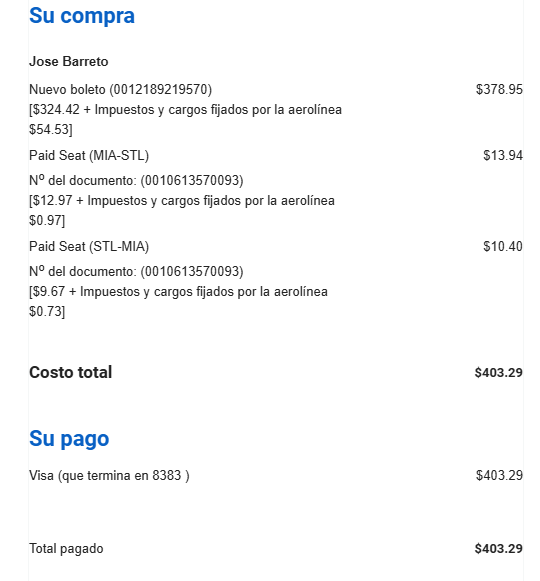 Su compra
Jose Barreto
Nuevo boleto (0012189219570) $378.95
[$324.42 + Impuestos y cargos fijados por la aerolínea
$54.53]
Paid Seat (MIA-STL) $13.94
Nº del documento: (0010613570093)
[$12.97 + Impuestos y cargos fijados por la aerolínea
$0.97]
Paid Seat (STL-MIA) $10.40
Nº del documento: (0010613570093)
[$9.67 + Impuestos y cargos fijados por la aerolínea
$0.73]
Costo total $403.29
Su pago
Visa (que termina en 8383 ) $403.29
Total pagado $403.29